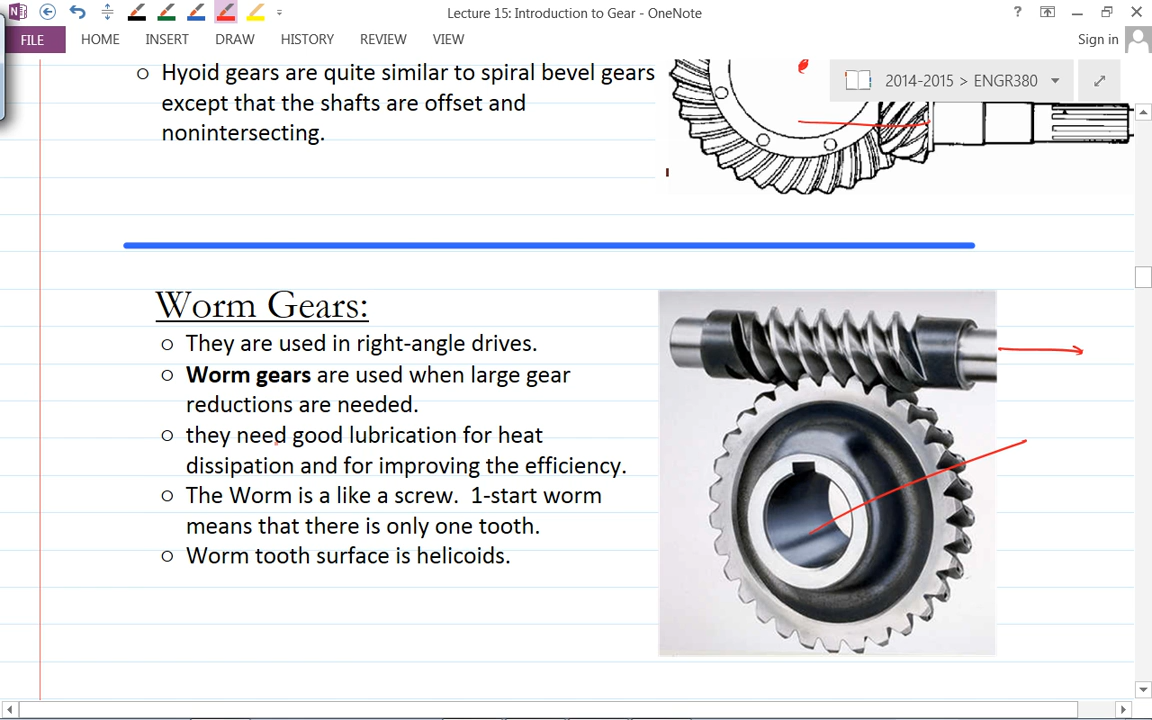 Lecture 15: Introduction to Gear - OneNote
?
FILE HOME INSERT DRAW HISTORY REVIEW VIEW Sign in
2014-2015 > ENGR380
○ Hyoid gears are quite similar to spiral bevel gears
except that the shafts are offset and
nonintersecting.
Worm Gears:
○ They are used in right-angle drives.
○ Worm gears are used when large gear
reductions are needed.
○ they need good lubrication for heat
dissipation and for improving the efficiency.
○ The Worm is a like a screw.  1-start worm
means that there is only one tooth.
○ Worm tooth surface is helicoids.